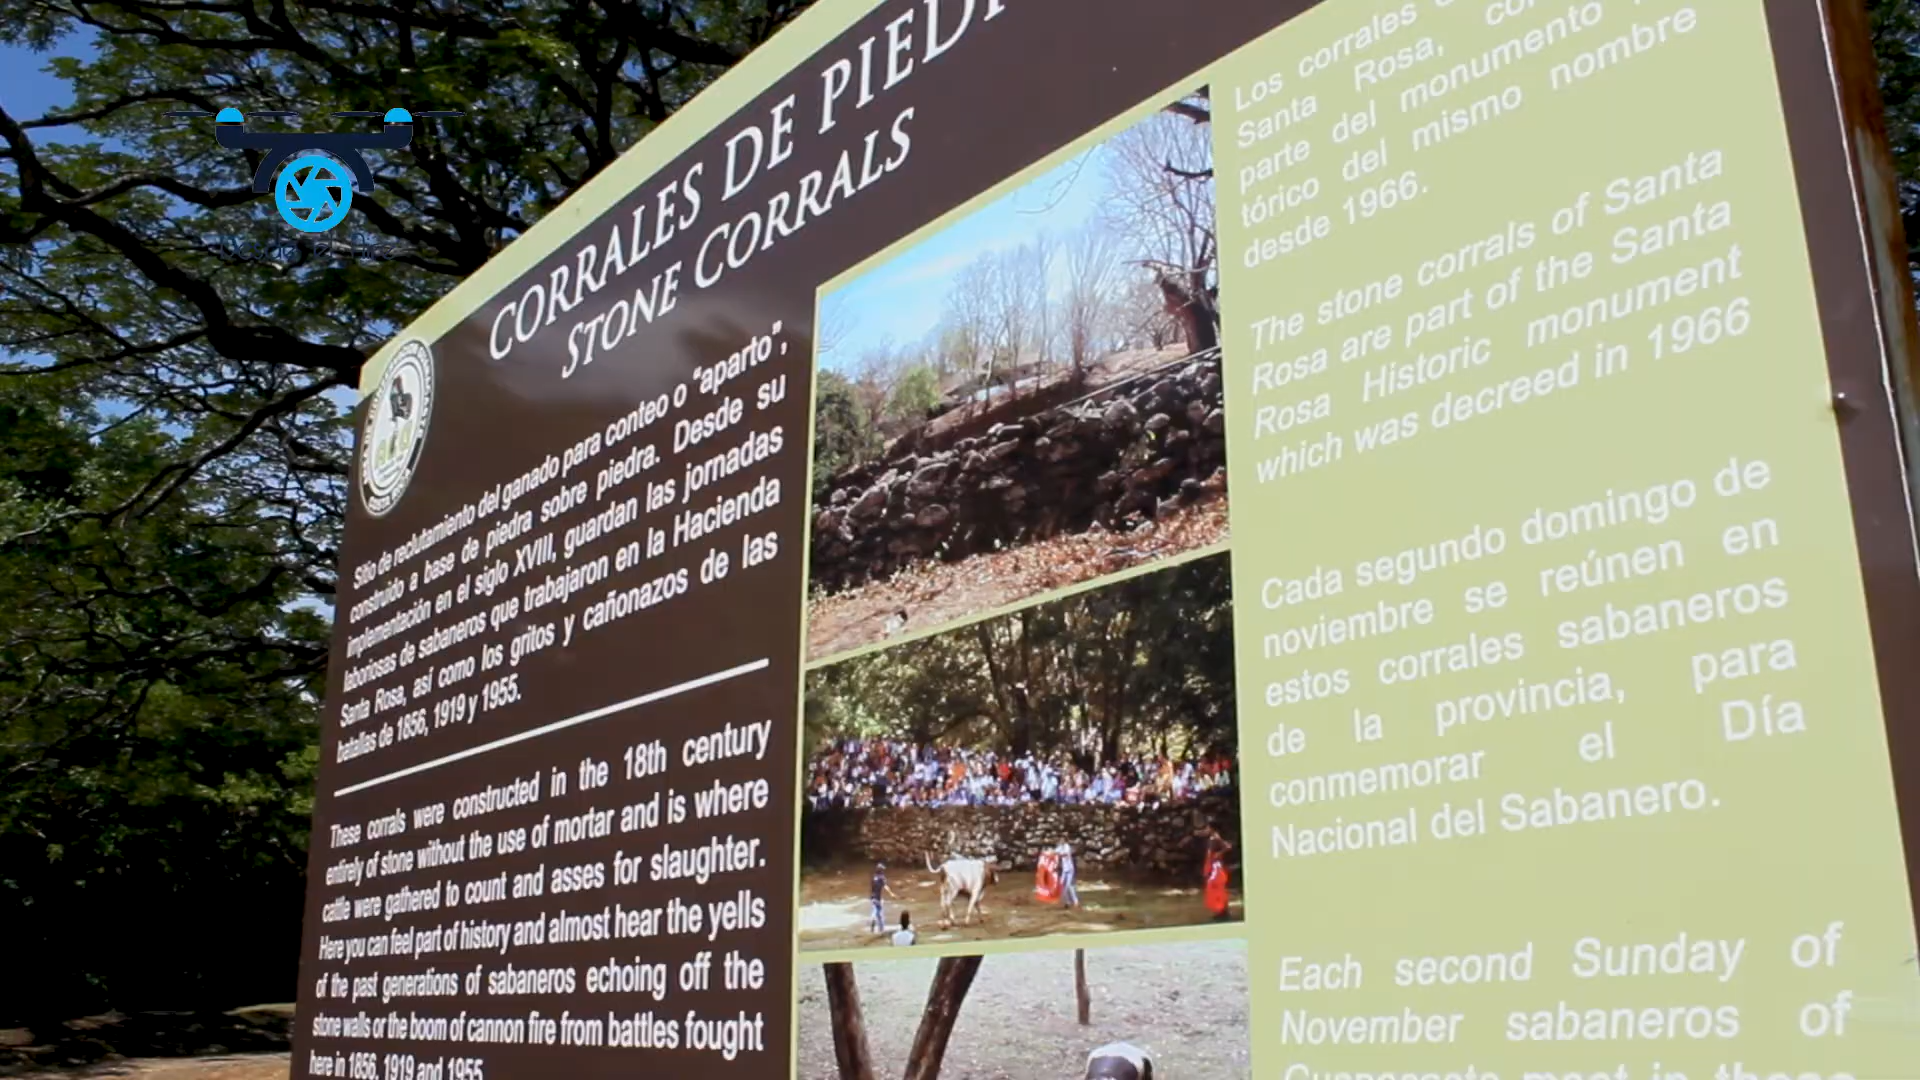 CORRALES DE
STONE CORRALS
Sitio de reclutamiento del ganado para conteo o “aparto”,
construido a base de piedra sobre piedra. Desde su
implementación en el siglo XVIII, guardan las jornadas
laboriosas de sabaneros que trabajaron en la Hacienda
Santa Rosa, así como los gritos y cañonazos de las
batallas de 1856, 1919 y 1955.
These corrals were constructed in the 18th century
entirely of stone without the use of mortar and is where
cattle were gathered to count and asses for slaughter.
Here you can feel part of history and almost hear the yells
of the past generations of sabaneros echoing off the
stone walls or the boom of cannon fire from battles fought
here in 1856, 1919 and 1955
Los corrales
Santa Rosa,
parte del monumento
tórico del mismo nombre
desde 1966.
The stone corrals of Santa
Rosa are part of the Santa
Rosa Historic monument
which was decreed in 1966
Cada segundo domingo de
noviembre se reúnen en
estos corrales sabaneros
de la provincia, para
conmemorar el Día
Nacional del Sabanero.
Each second Sunday of
November sabaneros of